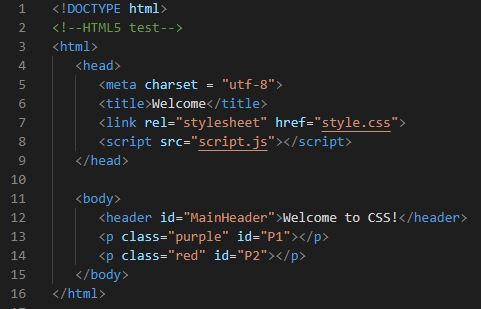 1 <!DOCTYPE html>
2 <!--HTML5 test-->
3 <html>
4 <head>
5 <meta charset = "utf-8">
6 <title>Welcome</title>
7 <link rel="stylesheet" href="style.css">
8 <script src="script.js"></script>
9 </head>
10
11 <body>
12 <header id="MainHeader">Welcome to CSS!</header>
13 <p class="purple" id="P1"></p>
14 <p class="red" id="P2"></p>
15 </body>
16 </html>